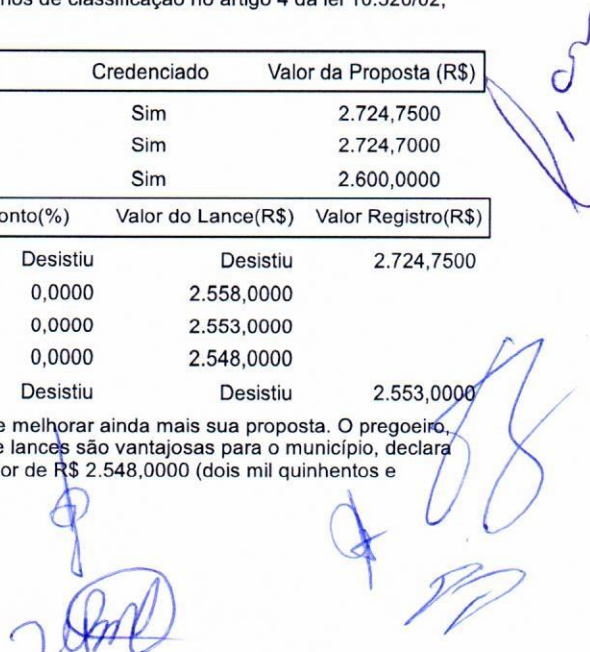 de classificação no artigo 4 da lei 10.520/02,
Credenciado Valor da Proposta (R$)
Sim 2.724,7500
Sim 2.724,7000
Sim 2.600,0000
onto(%) Valor do Lance(R$) Valor Registro(R$)
Desistiu Desistiu 2.724,7500
0,0000 2.558,0000
0,0000 2.553,0000
0,0000 2.548,0000
Desistiu Desistiu 2.553,0000
e melhorar ainda mais sua proposta. O pregoeiro,
e lances são vantajosas para o município, declara
or de R$ 2.548,0000 (dois mil quinhentos e